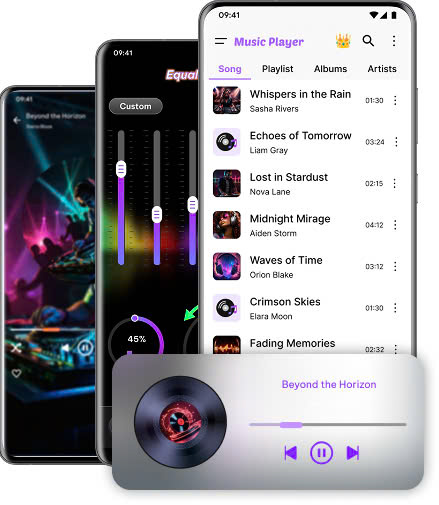 09:41
Beyond the Horizon
09:41
Equal
Custom
45%
09:41
Music Player
Song Playlist Albums Artists
Whispers in the Rain
Sasha Rivers
01:30
Echoes of Tomorrow
Liam Gray
03:24
Lost in Stardust
Nova Lane
02:15
Midnight Mirage
Aiden Storm
04:12
Waves of Time
Orion Blake
03:12
Crimson Skies
Elara Moon
01:30
Fading Memories
02:32
Beyond the Horizon